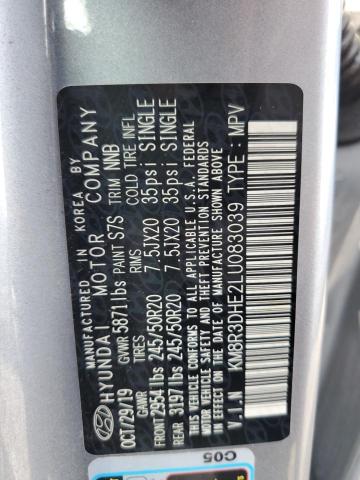 MANUFACTURED IN KOREA BY
HYUNDAI MOTOR COMPANY
OCT/29/19 GVWR 5871lbs PAINT S7S TRIM NNB
GAWR TIRES RIMS COLD TIRE INFL
FRONT 2954lbs 245/50R20 7.5JX20 35psi SINGLE
REAR 3197lbs 245/50R20 7.5JX20 35psi SINGLE
THIS VEHICLE CONFORMS TO ALL APPLICABLE U.S.A. FEDERAL
MOTOR VEHICLE SAFETY AND BUMPER STANDARDS
IN EFFECT ON THE DATE OF MANUFACTURE SHOWN ABOVE.
V.I.N : KM8R3DHE2LU083039 TYPE : MPV
C05